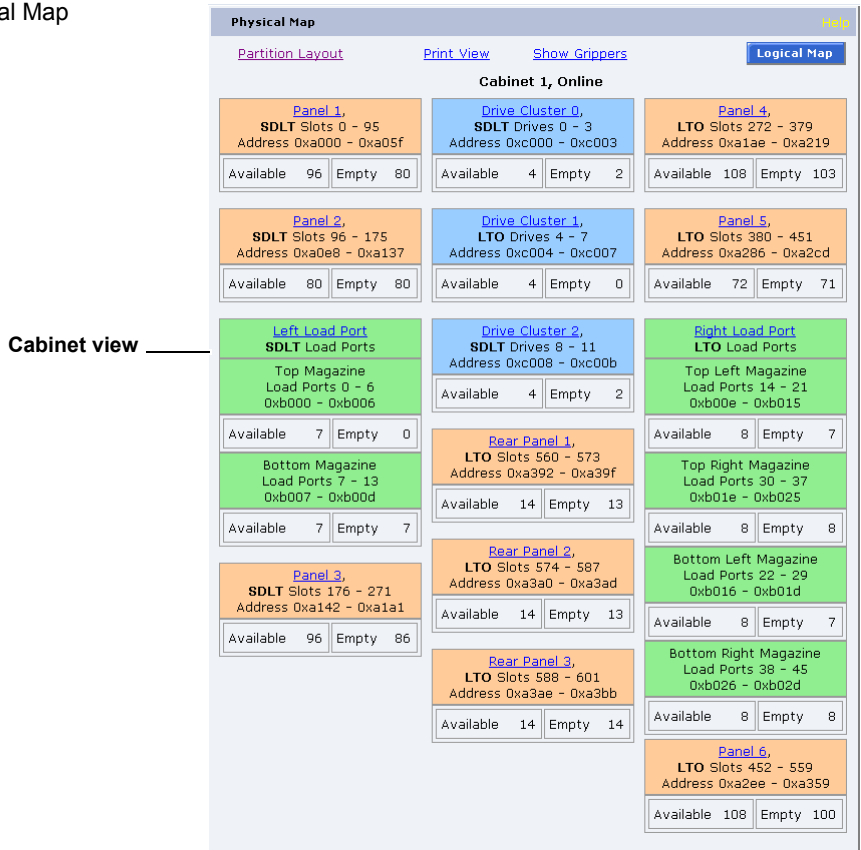 al Map
Physical Map
Help
Partition Layout
Print View
Show Grippers
Logical Map
Cabinet 1, Online
Panel 1,
SDLT Slots 0 - 95
Address 0xa000 - 0xa05f
Available 96 Empty 80
Panel 2,
SDLT Slots 96 - 175
Address 0xa0e8 - 0xa137
Available 80 Empty 80
Cabinet view
Left Load Port
SDLT Load Ports
Top Magazine
Load Ports 0 - 6
0xb000 - 0xb006
Available 7 Empty 0
Bottom Magazine
Load Ports 7 - 13
0xb007 - 0xb00d
Available 7 Empty 7
Panel 3,
SDLT Slots 176 - 271
Address 0xa142 - 0xa1a1
Available 96 Empty 86
Drive Cluster 0,
SDLT Drives 0 - 3
Address 0xc000 - 0xc003
Available 4 Empty 2
Drive Cluster 1,
LTO Drives 4 - 7
Address 0xc004 - 0xc007
Available 4 Empty 0
Drive Cluster 2,
SDLT Drives 8 - 11
Address 0xc008 - 0xc00b
Available 4 Empty 2
Rear Panel 1,
LTO Slots 560 - 573
Address 0xa392 - 0xa39f
Available 14 Empty 13
Rear Panel 2,
LTO Slots 574 - 587
Address 0xa3a0 - 0xa3ad
Available 14 Empty 13
Rear Panel 3,
LTO Slots 588 - 601
Address 0xa3ae - 0xa3bb
Available 14 Empty 14
Panel 4,
LTO Slots 272 - 379
Address 0xa1ae - 0xa219
Available 108 Empty 103
Panel 5,
LTO Slots 380 - 451
Address 0xa286 - 0xa2cd
Available 72 Empty 71
Right Load Port
LTO Load Ports
Top Left Magazine
Load Ports 14 - 21
0xb00e - 0xb015
Available 8 Empty 7
Top Right Magazine
Load Ports 30 - 37
0xb01e - 0xb025
Available 8 Empty 8
Bottom Left Magazine
Load Ports 22 - 29
0xb016 - 0xb01d
Available 8 Empty 7
Bottom Right Magazine
Load Ports 38 - 45
0xb026 - 0xb02d
Available 8 Empty 8
Panel 6,
LTO Slots 452 - 559
Address 0xa2ee - 0xa359
Available 108 Empty 100